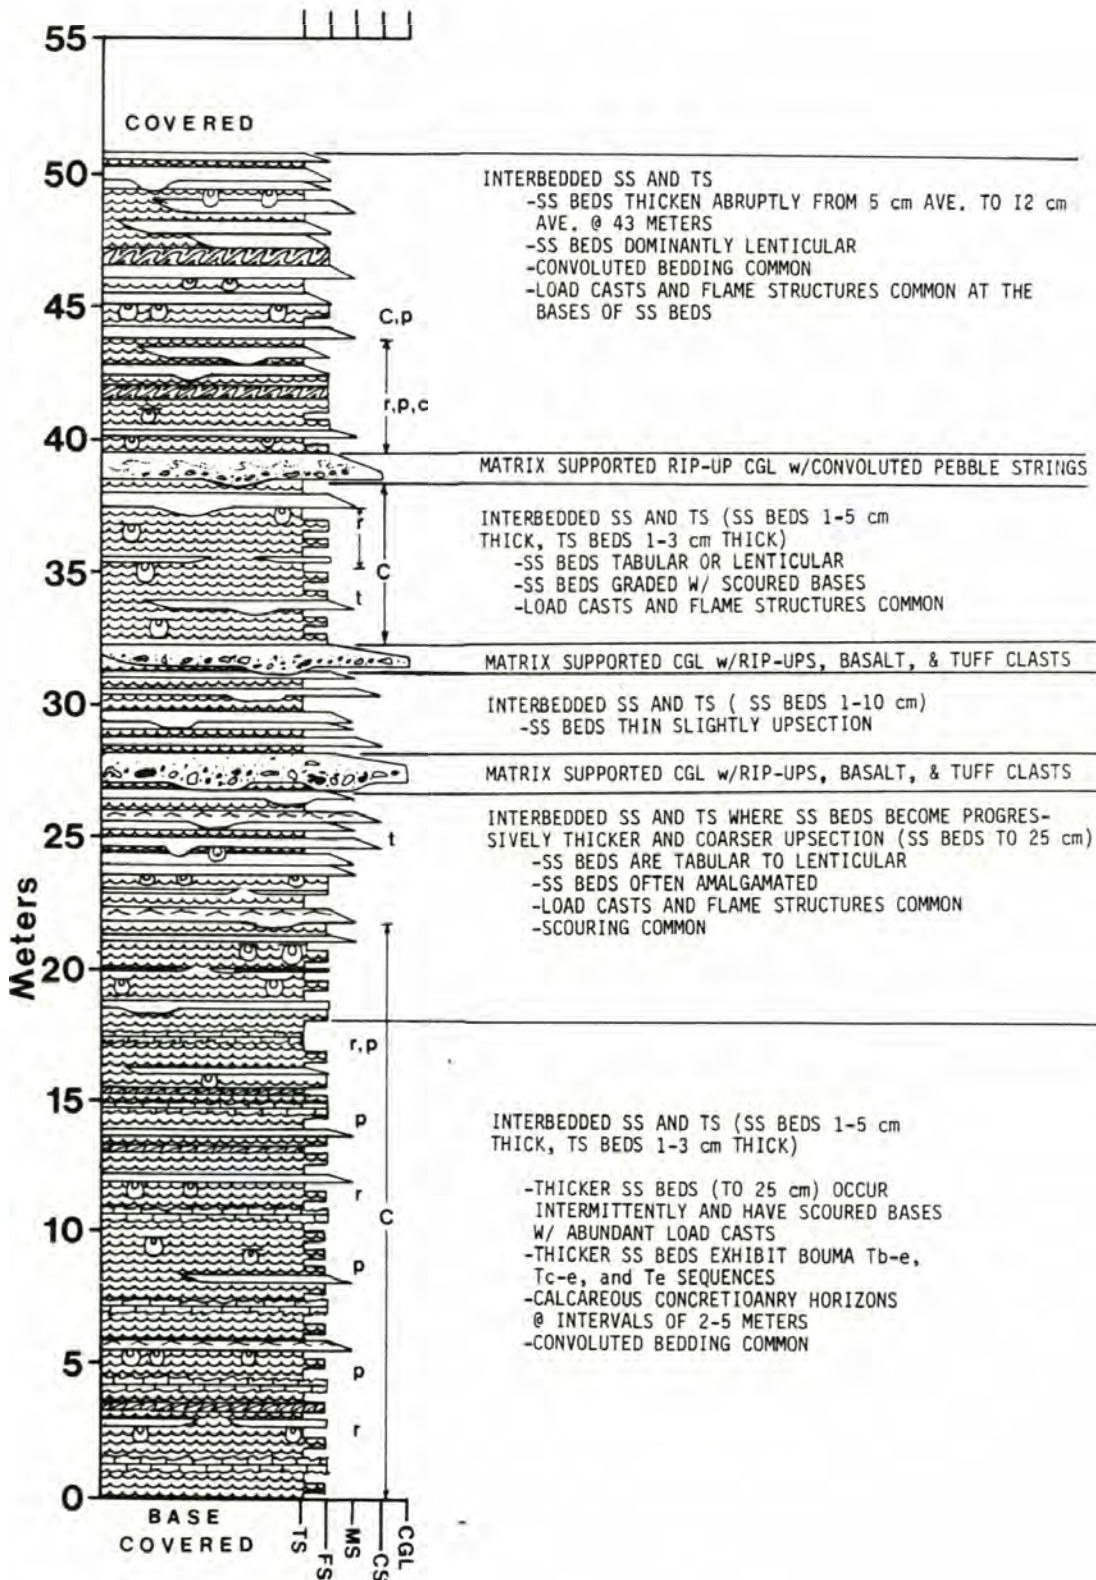 55
COVERED
50
INTERBEDDED SS AND TS
-SS BEDS THICKEN ABRUPTLY FROM 5 cm AVE. TO I2 cm
AVE. @ 43 METERS
-SS BEDS DOMINANTLY LENTICULAR
-CONVOLUTED BEDDING COMMON
-LOAD CASTS AND FLAME STRUCTURES COMMON AT THE
BASES OF SS BEDS
45
C,p
r,p,c
40
MATRIX SUPPORTED RIP-UP CGL w/CONVOLUTED PEBBLE STRINGS
INTERBEDDED SS AND TS (SS BEDS 1-5 cm
THICK, TS BEDS 1-3 cm THICK)
-SS BEDS TABULAR OR LENTICULAR
-SS BEDS GRADED W/ SCOURED BASES
-LOAD CASTS AND FLAME STRUCTURES COMMON
r
35
C
t
MATRIX SUPPORTED CGL w/RIP-UPS, BASALT, & TUFF CLASTS
30
INTERBEDDED SS AND TS ( SS BEDS 1-10 cm)
-SS BEDS THIN SLIGHTLY UPSECTION
MATRIX SUPPORTED CGL w/RIP-UPS, BASALT, & TUFF CLASTS
INTERBEDDED SS AND TS WHERE SS BEDS BECOME PROGRES-
SIVELY THICKER AND COARSER UPSECTION (SS BEDS TO 25 cm)
-SS BEDS ARE TABULAR TO LENTICULAR
-SS BEDS OFTEN AMALGAMATED
-LOAD CASTS AND FLAME STRUCTURES COMMON
-SCOURING COMMON
25
t
Meters
20
r,p
15
p
INTERBEDDED SS AND TS (SS BEDS 1-5 cm
THICK, TS BEDS 1-3 cm THICK)
-THICKER SS BEDS (TO 25 cm) OCCUR
INTERMITTENTLY AND HAVE SCOURED BASES
W/ ABUNDANT LOAD CASTS
-THICKER SS BEDS EXHIBIT BOUMA Tb-e,
Tc-e, and Te SEQUENCES
-CALCAREOUS CONCRETIOANRY HORIZONS
@ INTERVALS OF 2-5 METERS
-CONVOLUTED BEDDING COMMON
r
C
10
p
5
p
r
0
BASE
COVERED
TS
FS
MS
CS
CGL